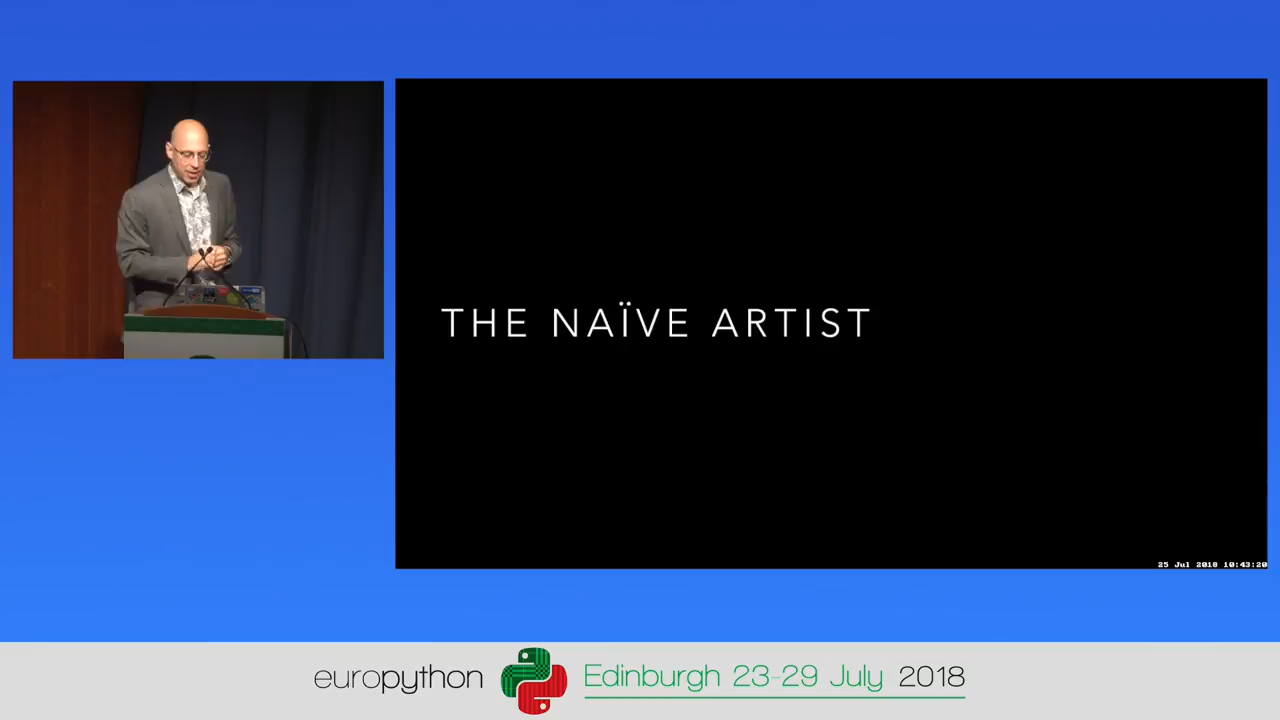 THE NAÏVE ARTIST
25 Jul 2018 10:43:20
europython Edinburgh 23-29 July 2018